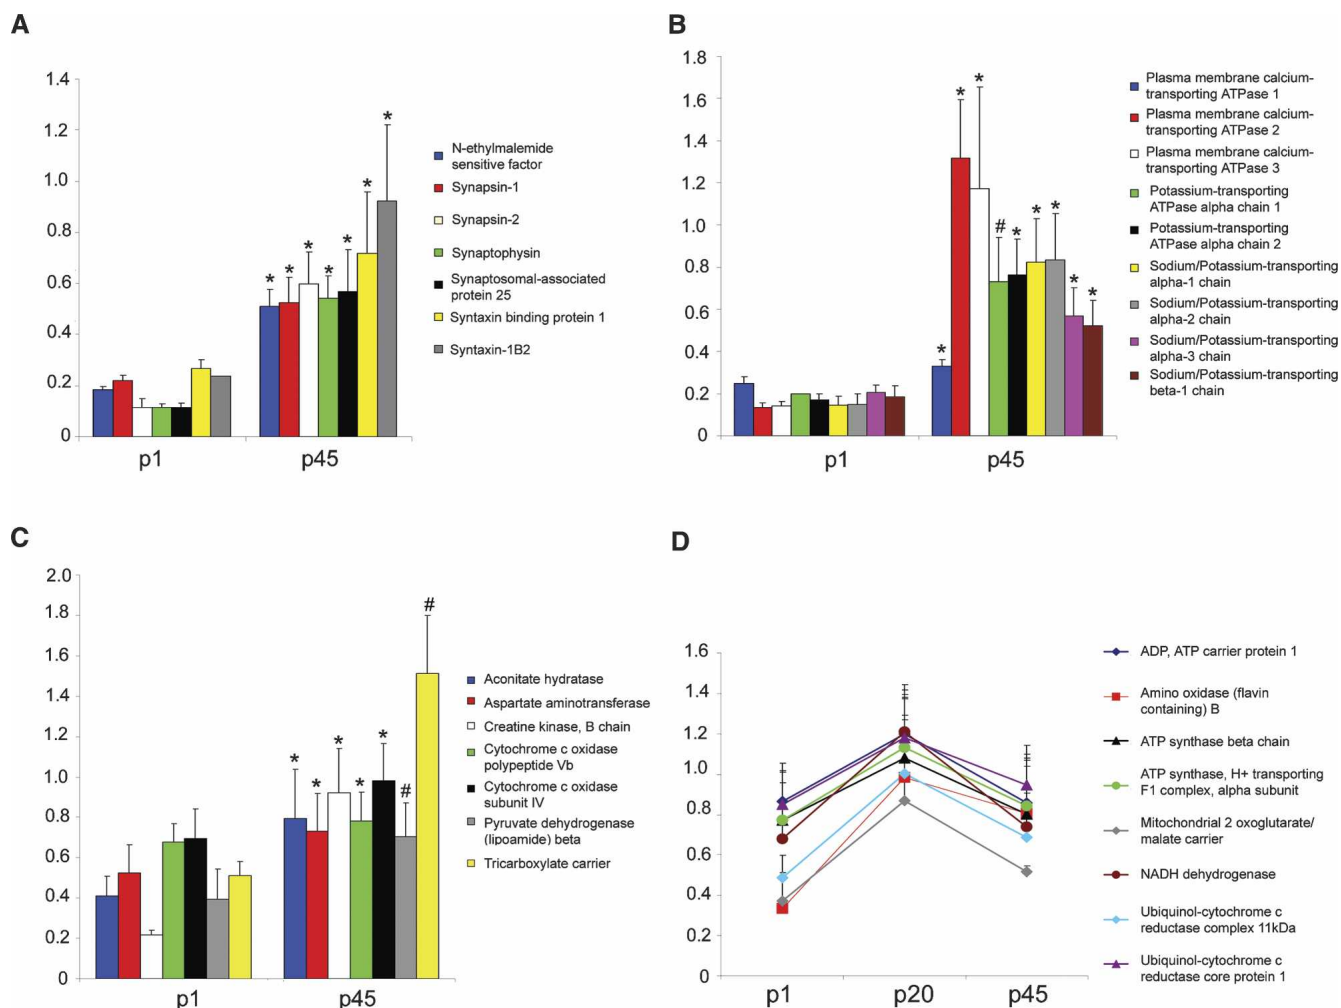 A
1.4
1.2
1.0
0.8
0.6
0.4
0.2
0
* * * * * * *
p1 p45
N-ethylmalemide
sensitive factor
Synapsin-1
Synapsin-2
Synaptophysin
Synaptosomal-associated
protein 25
Syntaxin binding protein 1
Syntaxin-1B2
B
1.8
1.6
1.4
1.2
1.0
0.8
0.6
0.4
0.2
0
* * * # * * * * *
p1 p45
Plasma membrane calcium-
transporting ATPase 1
Plasma membrane calcium-
transporting ATPase 2
Plasma membrane calcium-
transporting ATPase 3
Potassium-transporting
ATPase alpha chain 1
Potassium-transporting
ATPase alpha chain 2
Sodium/Potassium-transporting
alpha-1 chain
Sodium/Potassium-transporting
alpha-2 chain
Sodium/Potassium-transporting
alpha-3 chain
Sodium/Potassium-transporting
beta-1 chain
C
2.0
1.8
1.6
1.4
1.2
1.0
0.8
0.6
0.4
0.2
0
* * * * * # #
p1 p45
Aconitate hydratase
Aspartate aminotransferase
Creatine kinase, B chain
Cytochrome c oxidase
polypeptide Vb
Cytochrome c oxidase
subunit IV
Pyruvate dehydrogenase
(lipoamide) beta
Tricarboxylate carrier
D
1.6
1.4
1.2
1.0
0.8
0.6
0.4
0.2
0
p1 p20 p45
ADP, ATP carrier protein 1
Amino oxidase (flavin
containing) B
ATP synthase beta chain
ATP synthase, H+ transporting
F1 complex, alpha subunit
Mitochondrial 2 oxoglutarate/
malate carrier
NADH dehydrogenase
Ubiquinol-cytochrome c
reductase complex 11kDa
Ubiquinol-cytochrome c
reductase core protein 1